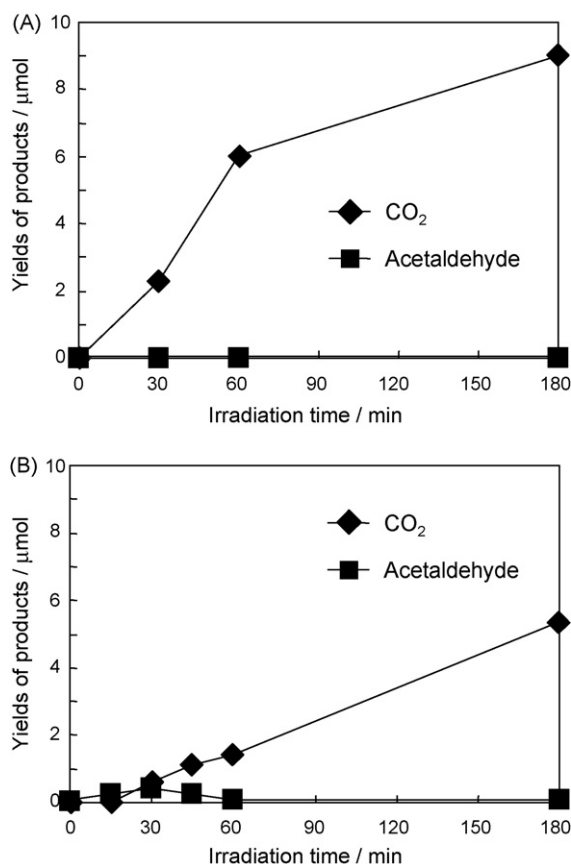 (A)
10
8
6
4
2
0
Yields of products / μmol
CO₂
Acetaldehyde
0 30 60 90 120 150 180
Irradiation time / min
(B)
10
8
6
4
2
0
Yields of products / μmol
CO₂
Acetaldehyde
0 30 60 90 120 150 180
Irradiation time / min